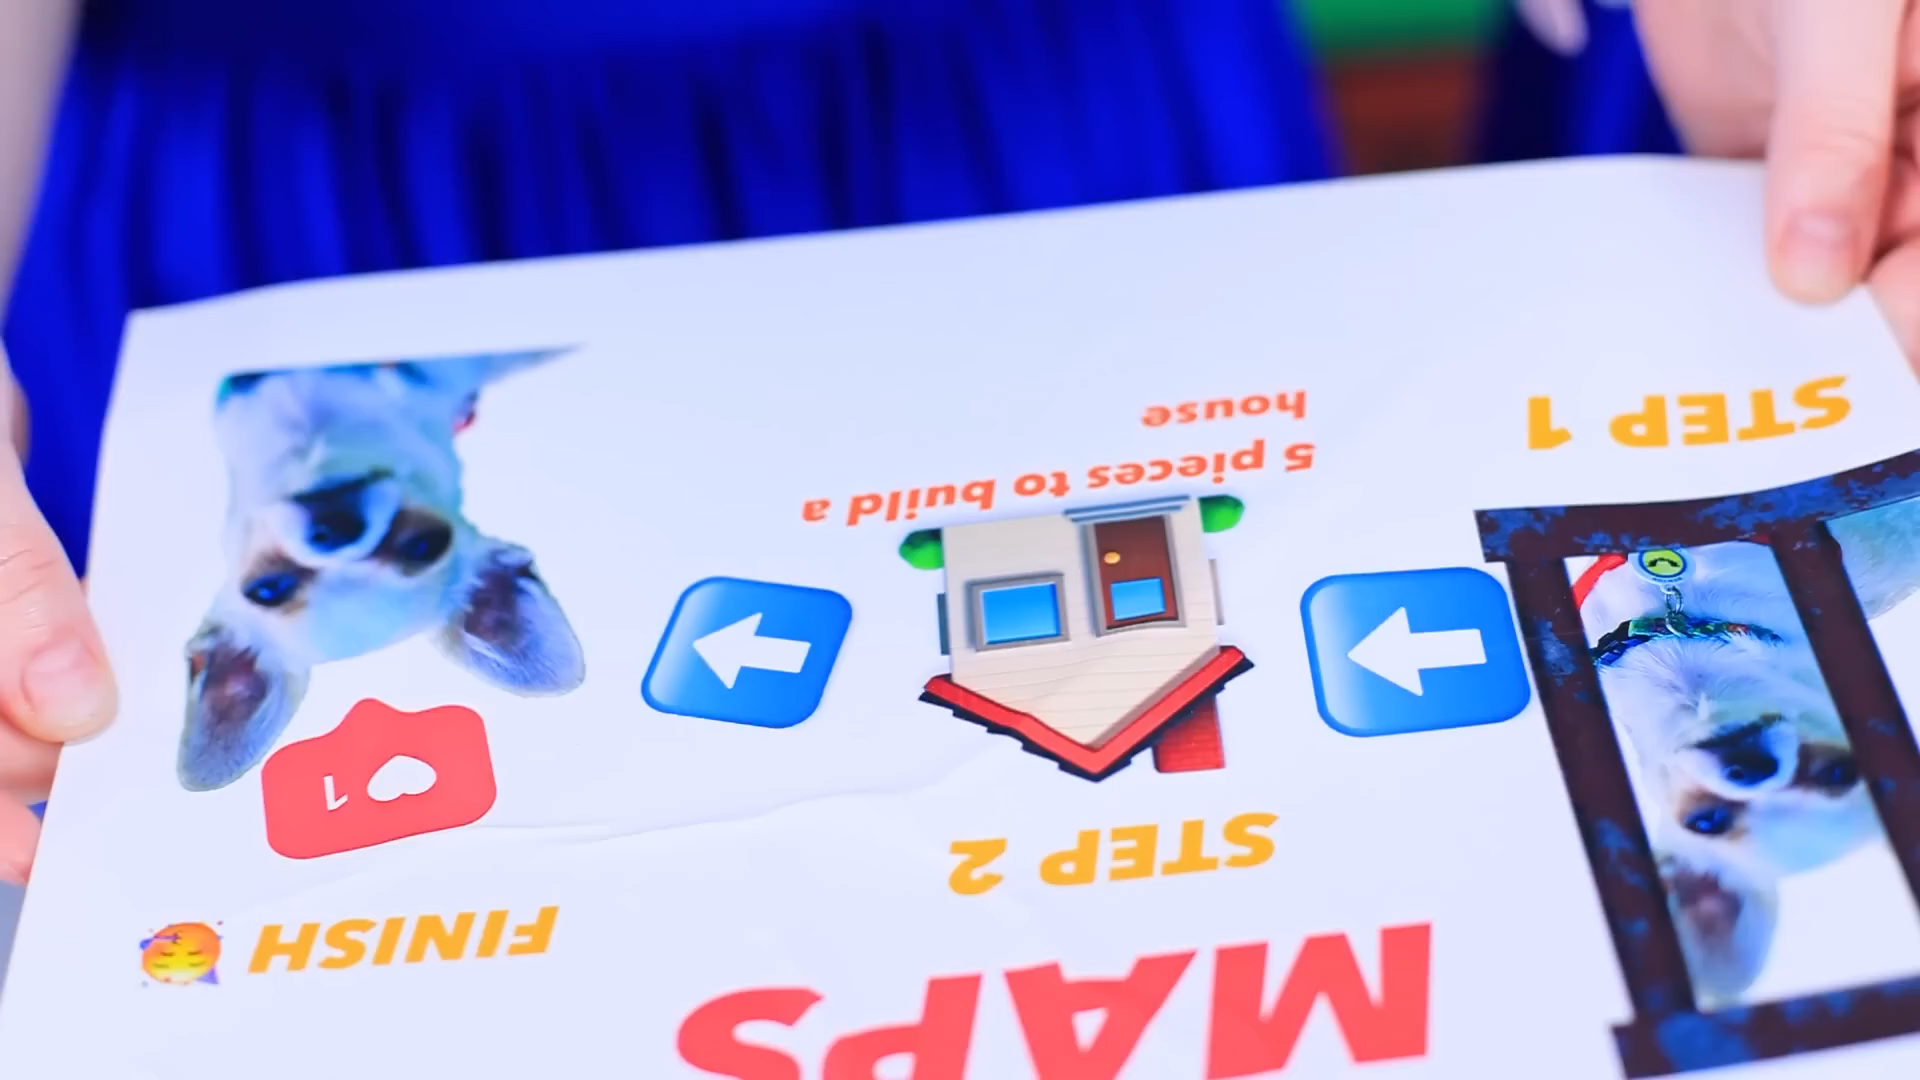 MAPS
STEP 1
STEP 2
FINISH
1
5 pieces to build a
house